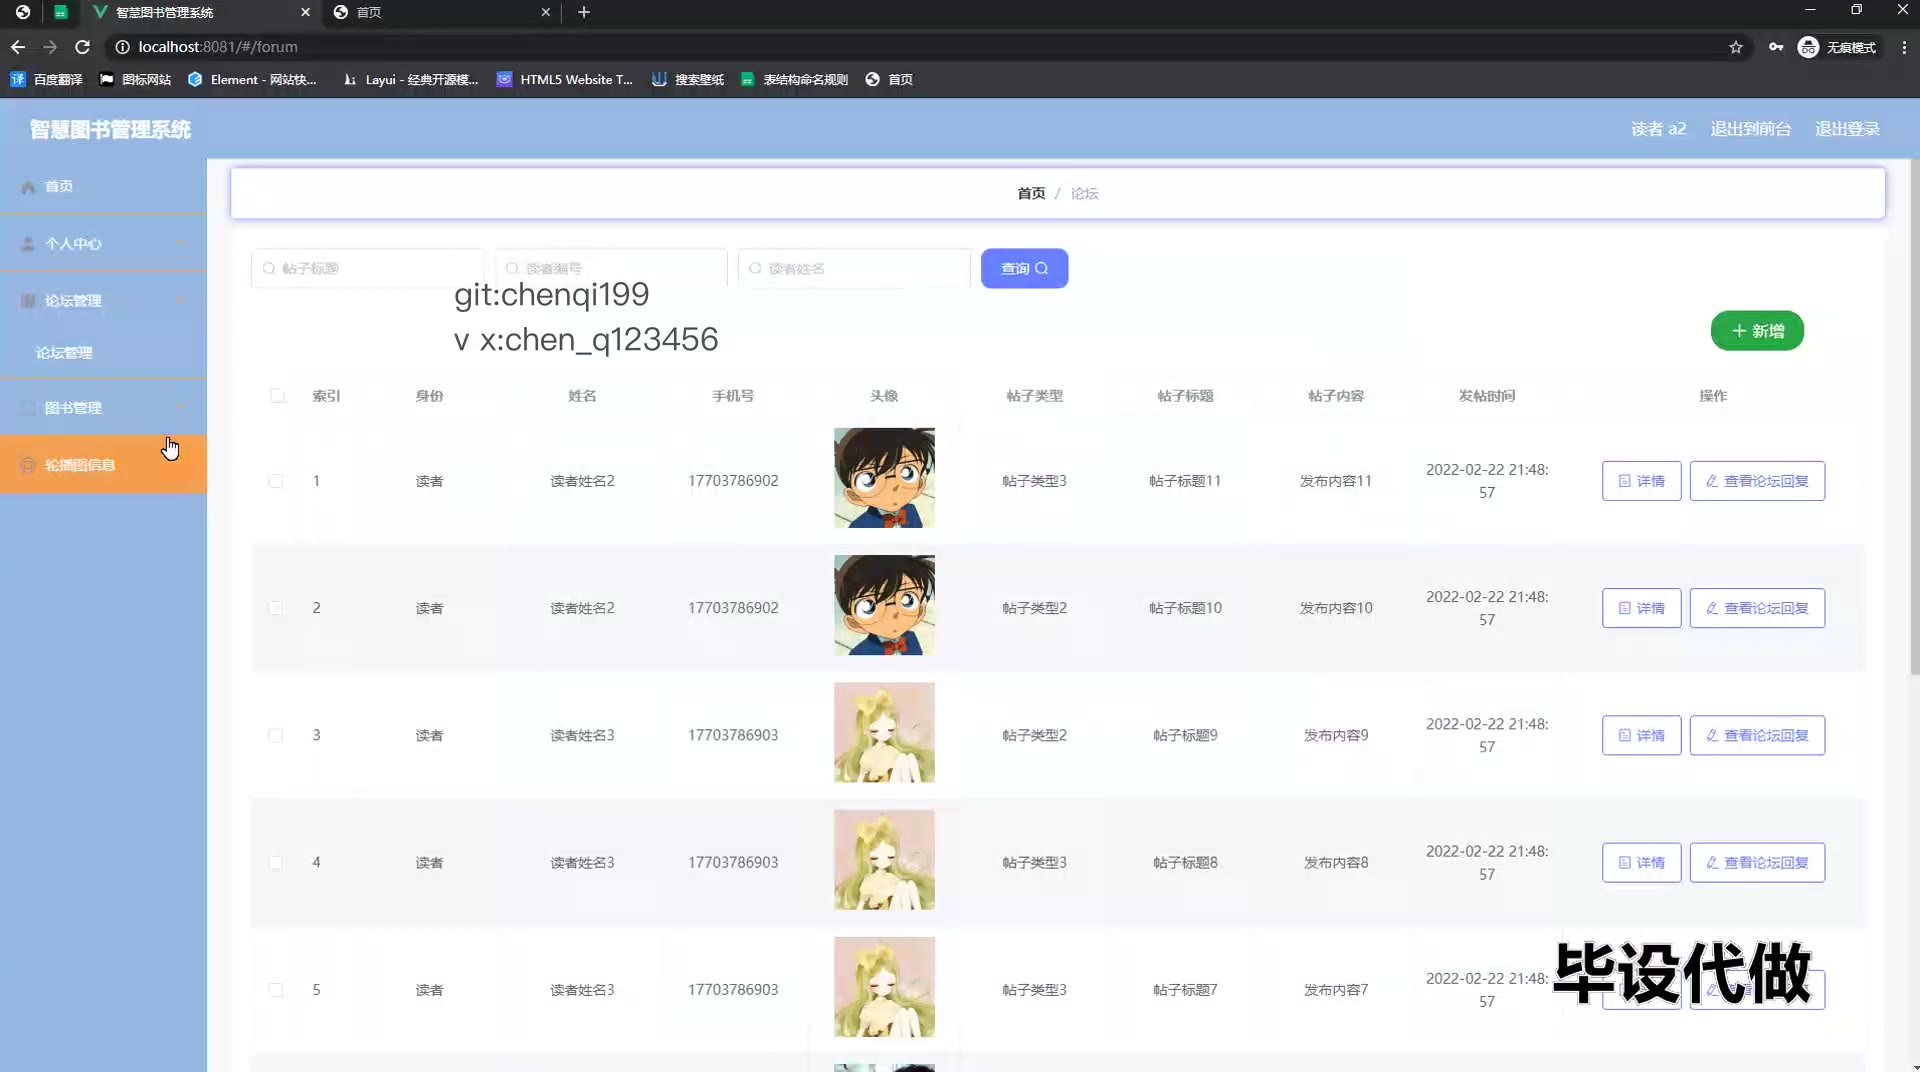 智慧图书管理系统
首页
localhost:8081/#/forum
无痕模式
百度翻译
图标网站
Element - 网站快...
Layui - 经典开源模...
HTML5 Website T...
搜索壁纸
表结构命名规则
首页
智慧图书管理系统
读者 a2
退出到前台
退出登录
首页
个人中心
论坛管理
论坛管理
图书管理
轮播图信息
首页 / 论坛
帖子标题
读者编号
读者姓名
查询
git:chenqi199
v x:chen_q123456
新增
索引 身份 姓名 手机号 头像 帖子类型 帖子标题 帖子内容 发帖时间 操作
1 读者 读者姓名2 17703786902 帖子类型3 帖子标题11 发布内容11 2022-02-22 21:48:57 详情 查看论坛回复
2 读者 读者姓名2 17703786902 帖子类型2 帖子标题10 发布内容10 2022-02-22 21:48:57 详情 查看论坛回复
3 读者 读者姓名3 17703786903 帖子类型2 帖子标题9 发布内容9 2022-02-22 21:48:57 详情 查看论坛回复
4 读者 读者姓名3 17703786903 帖子类型3 帖子标题8 发布内容8 2022-02-22 21:48:57 详情 查看论坛回复
5 读者 读者姓名3 17703786903 帖子类型3 帖子标题7 发布内容7 2022-02-22 21:48:57
毕设代做